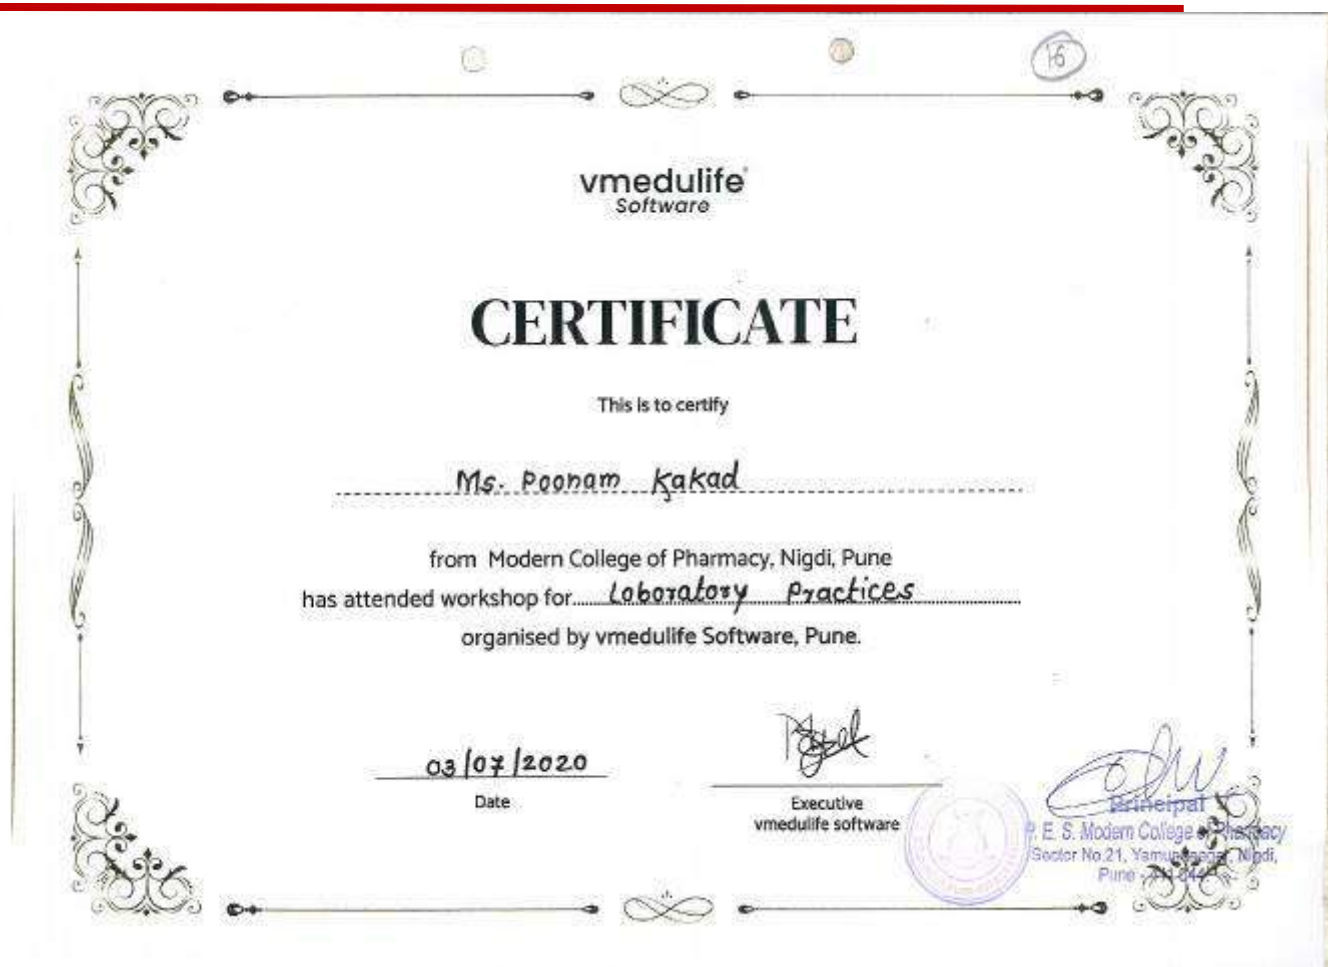 16
vmedulife
Software
CERTIFICATE
This is to certify
Ms. Poonam Kakad
from Modern College of Pharmacy, Nigdi, Pune
has attended workshop for Loboratory Practices
organised by vmedulife Software, Pune.
03/07/2020
Date
Executive
vmedulife software
Principal
P. E. S. Modern College of Pharmacy
Sector No.21, Yamunanagar, Nigdi,
Pune -